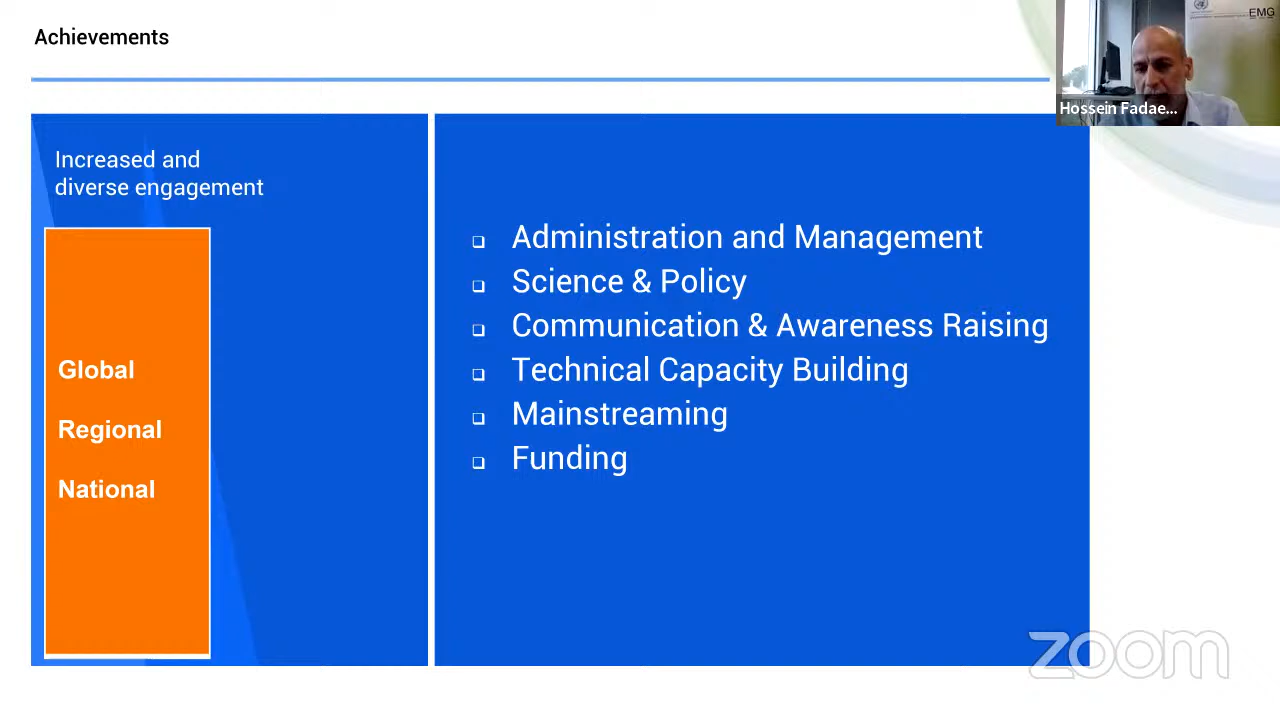 Achievements
EMG
Hossein Fadae...
Increased and
diverse engagement
Global
Regional
National
Administration and Management
Science & Policy
Communication & Awareness Raising
Technical Capacity Building
Mainstreaming
Funding
zoom